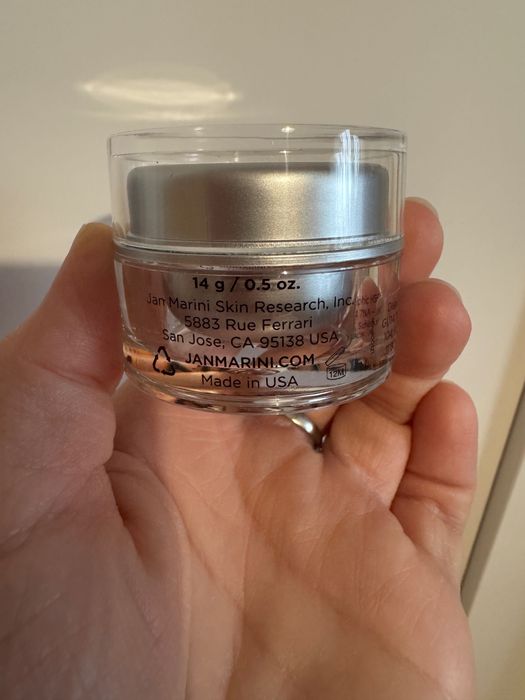 14 g / 0.5 oz.
Jan Marini Skin Research, Inc.
5883 Rue Ferrari
San Jose, CA 95138 USA
JANMARINI.COM
Made in USA
12M